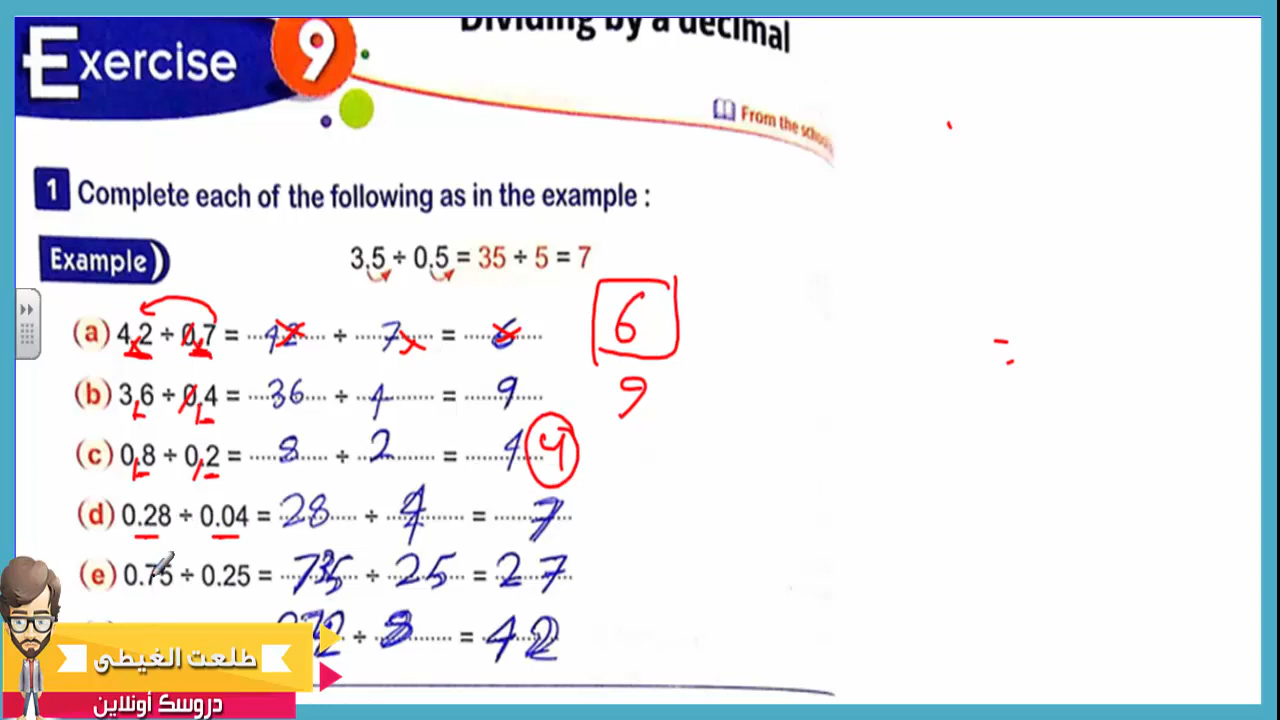 Exercise 9
Dividing by a decimal
From the school
1 Complete each of the following as in the example :
Example
3.5 ÷ 0.5 = 35 ÷ 5 = 7
(a) 4.2 ÷ 0.7 = 42 ÷ 7 = 6 6
(b) 3.6 ÷ 0.4 = 36 ÷ 4 = 9 9
(c) 0.8 ÷ 0.2 = 8 ÷ 2 = 4 4
(d) 0.28 ÷ 0.04 = 28 ÷ 4 = 7
(e) 0.75 ÷ 0.25 = ÷ 25 = 27
÷ 8 = 42
طلعت الغيطى
دروسك أونلاين